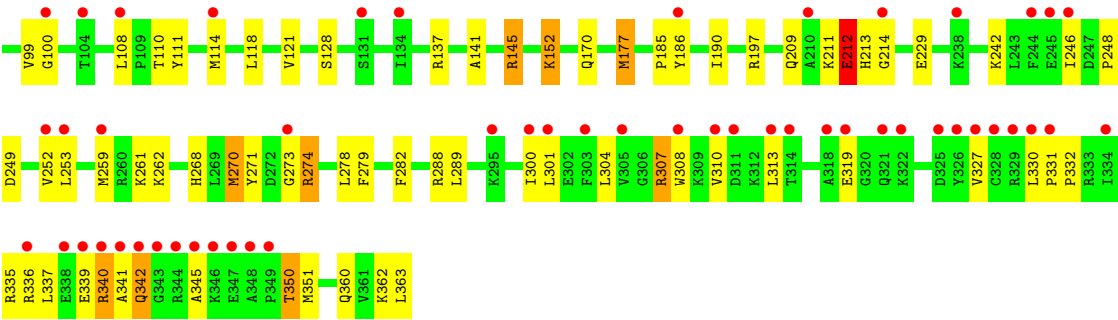 V99 G100 T104 L108 P109 T110 Y111 M114 L118 V121 S128 S131 I134 R137 A141 R145 K152 Q170 M177 P185 Y186 I190 R197 Q209 A210 K211 E212 H213 G214 E229 K238 K242 L243 F244 E245 I246 D247 P248
D249 V252 L253 M259 R260 K261 K262 H268 L269 M270 Y271 D272 G273 R274 L278 F279 F282 R288 L289 K295 I300 L301 E302 F303 L304 V305 G306 R307 W308 K309 V310 D311 K312 L313 T314 A318 E319 G320 Q321 K322 D325 Y326 V327 C328 R329 L330 P331 P332 R333 I334
R335 R336 L337 E338 E339 R340 A341 Q342 G343 R344 A345 K346 E347 A348 P349 T350 M351 Q360 V361 K362 L363